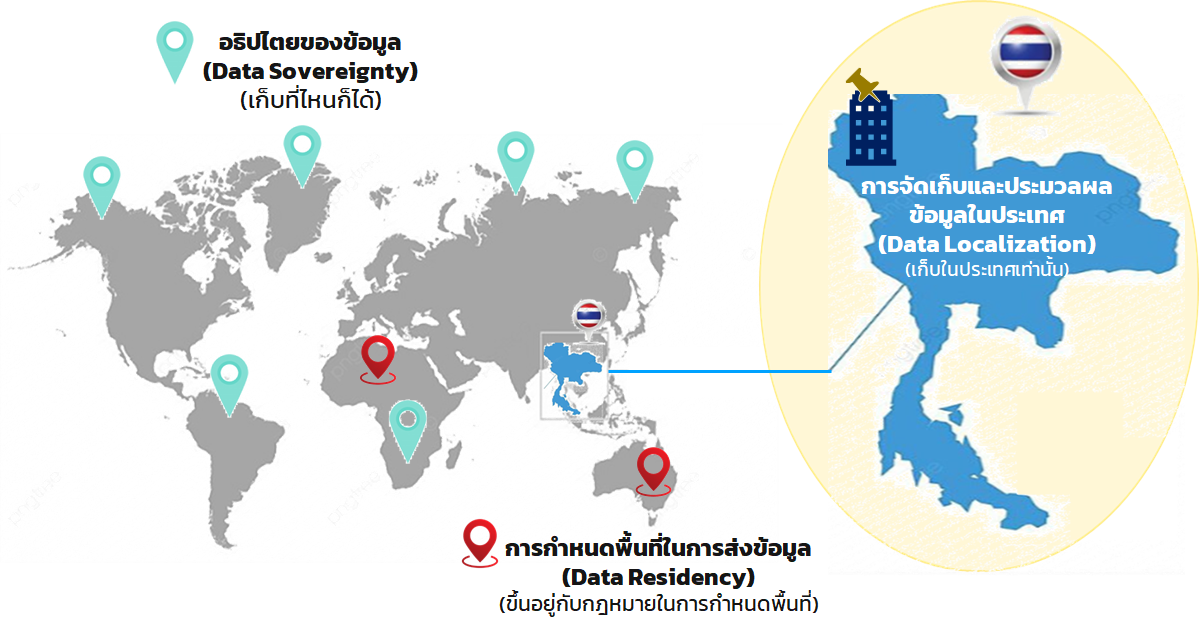 อธิปไตยของข้อมูล
(Data Sovereignty)
(เก็บที่ไหนก็ได้)
การจัดเก็บและประมวลผล
ข้อมูลในประเทศ
(Data Localization)
(เก็บในประเทศเท่านั้น)
การกำหนดพื้นที่ในการส่งข้อมูล
(Data Residency)
(ขึ้นอยู่กับกฎหมายในการกำหนดพื้นที่)